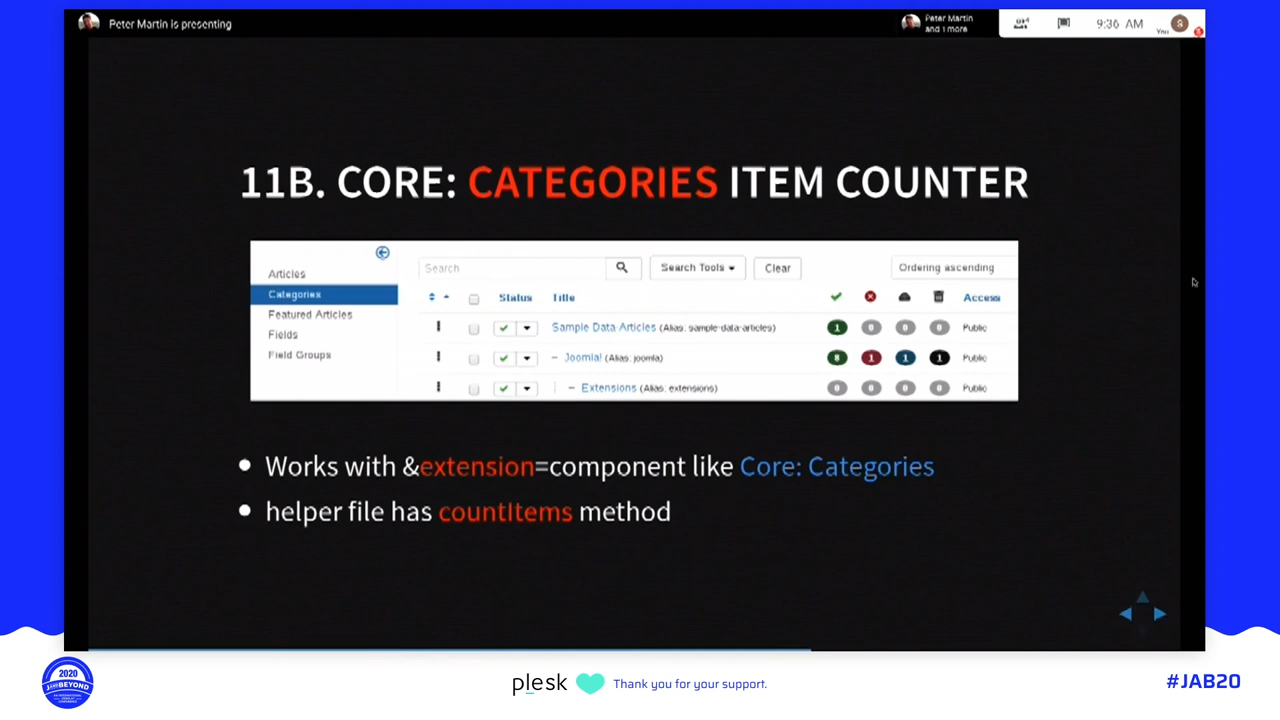 Peter Martin is presenting
Peter Martin
and 1 more
9:36 AM
You
S
11B. CORE: CATEGORIES ITEM COUNTER
Articles
Categories
Featured Articles
Fields
Field Groups
Search
Search Tools
Clear
Ordering ascending
Status Title Access
Sample Data-Articles (Alias: sample-data-articles) 1 0 0 0 Public
– Joomla! (Alias: joomla) 8 1 1 1 Public
– Extensions (Alias: extensions) 0 0 0 0 Public
• Works with &extension=component like Core: Categories
• helper file has countItems method
2020
BEYOND
plesk
Thank you for your support.
#JAB20